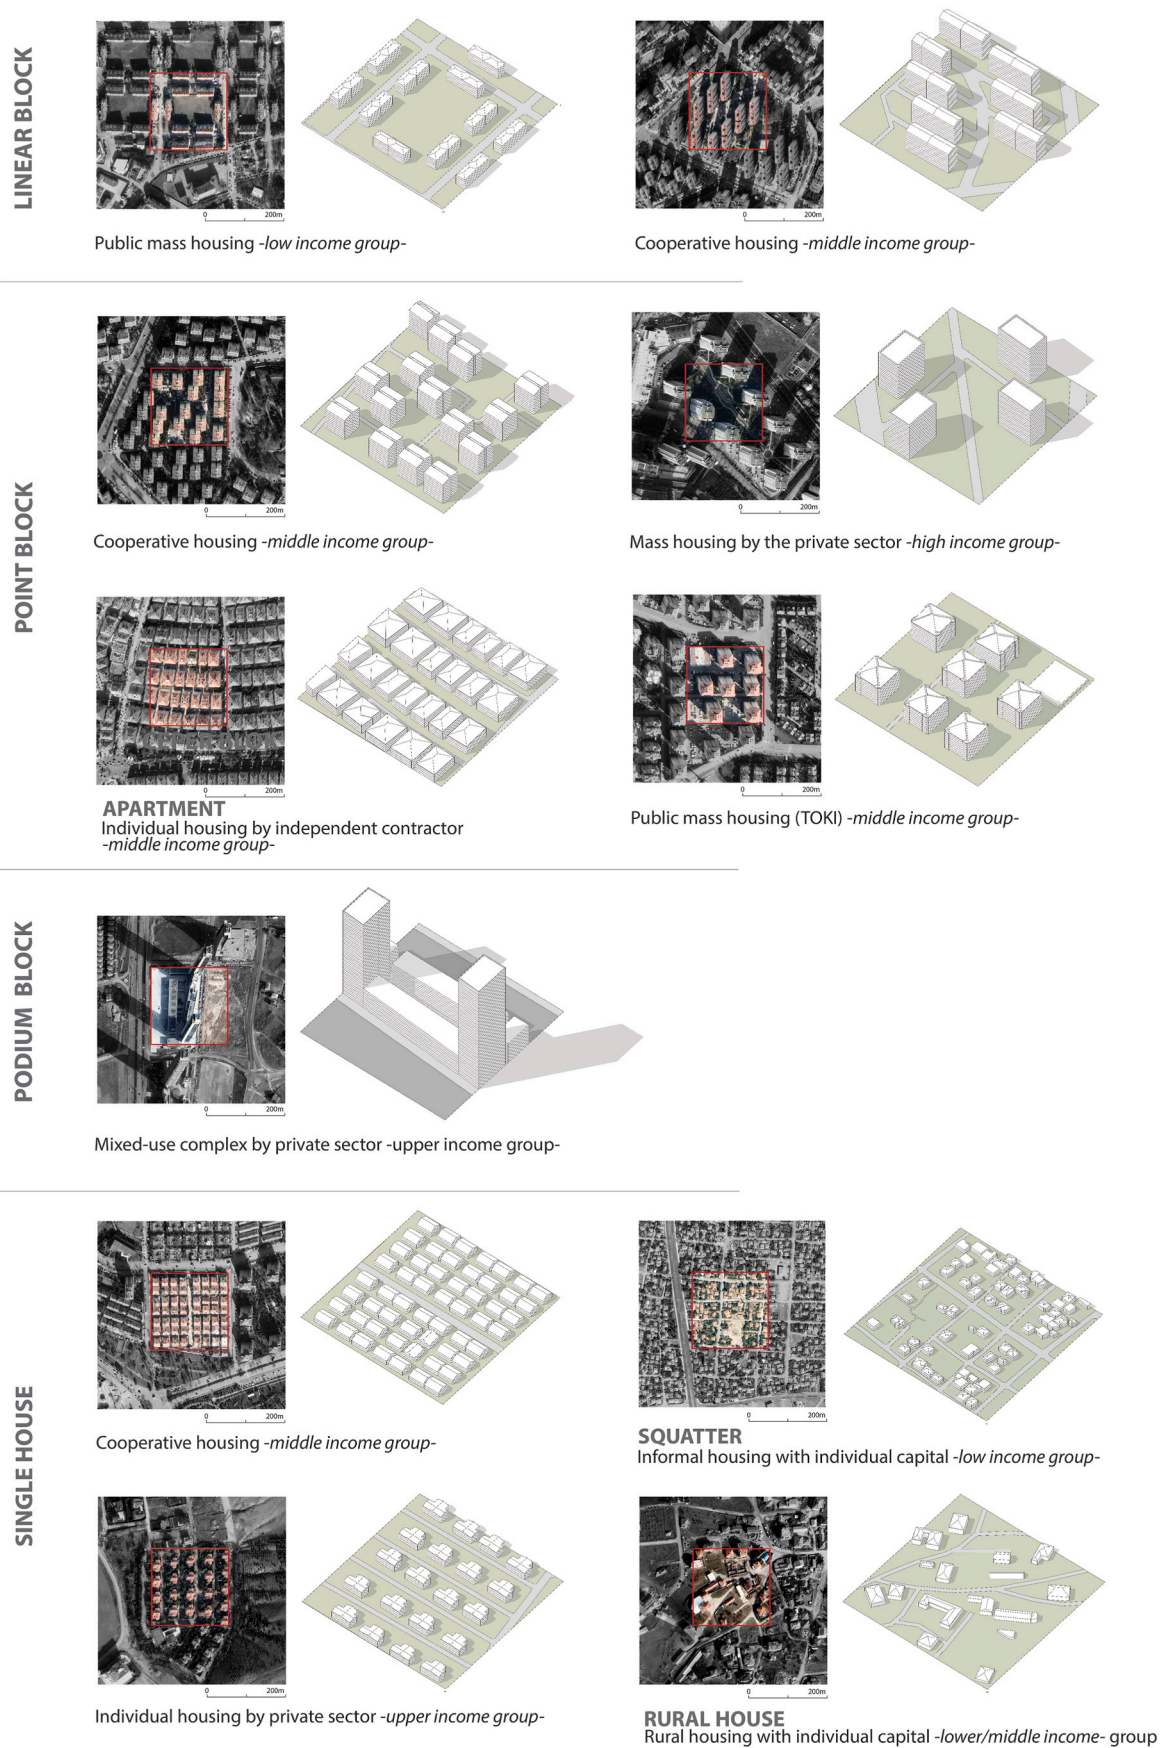 LINEAR BLOCK
0 200m
0 200m
Public mass housing -low income group-
Cooperative housing -middle income group-
POINT BLOCK
0 200m
0 200m
Cooperative housing -middle income group-
Mass housing by the private sector -high income group-
0 200m
0 200m
APARTMENT
Individual housing by independent contractor
-middle income group-
Public mass housing (TOKI) -middle income group-
PODIUM BLOCK
0 200m
Mixed-use complex by private sector -upper income group-
SINGLE HOUSE
0 200m
0 200m
Cooperative housing -middle income group-
SQUATTER
Informal housing with individual capital -low income group-
0 200m
0 200m
Individual housing by private sector -upper income group-
RURAL HOUSE
Rural housing with individual capital -lower/middle income- group